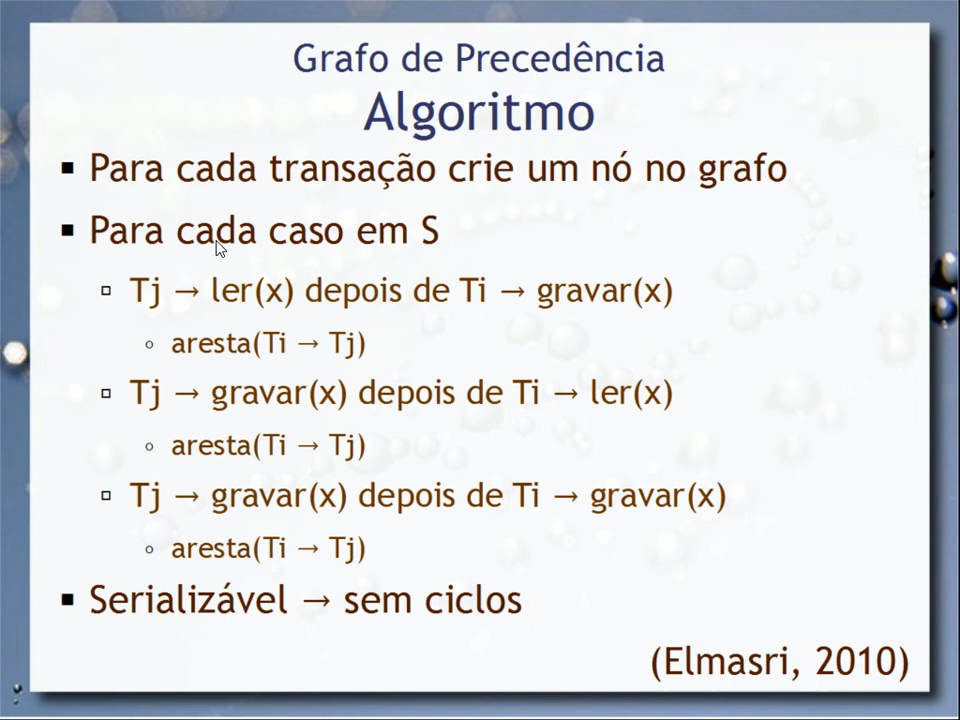 Grafo de Precedência
Algoritmo
Para cada transação crie um nó no grafo
Para cada caso em S
Tj → ler(x) depois de Ti → gravar(x)
aresta(Ti → Tj)
Tj → gravar(x) depois de Ti → ler(x)
aresta(Ti → Tj)
Tj → gravar(x) depois de Ti → gravar(x)
aresta(Ti → Tj)
Serializável → sem ciclos
(Elmasri, 2010)